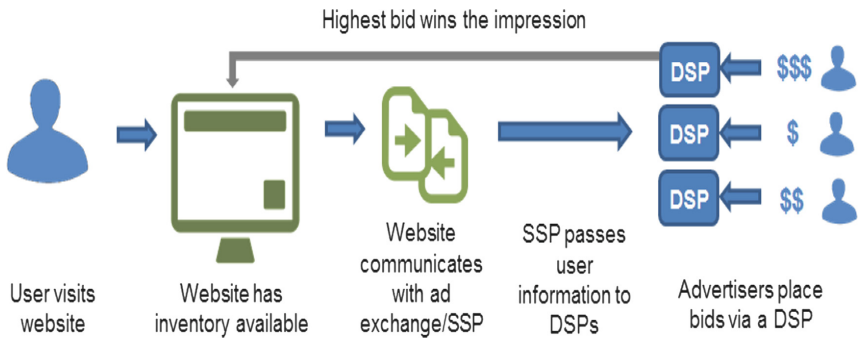 Highest bid wins the impression
DSP
$$$
DSP
$
DSP
$$
User visits
website
Website has
inventory available
Website
communicates
with ad
exchange/SSP
SSP passes
user
information to
DSPs
Advertisers place
bids via a DSP